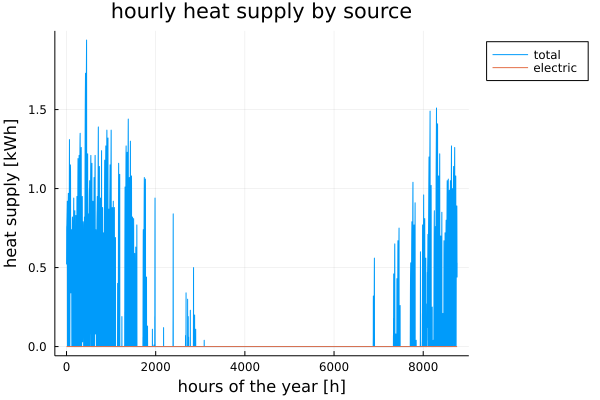 hourly heat supply by source
total
electric
heat supply [kWh]
1.5
1.0
0.5
0.0
0
2000
4000
6000
8000
hours of the year [h]